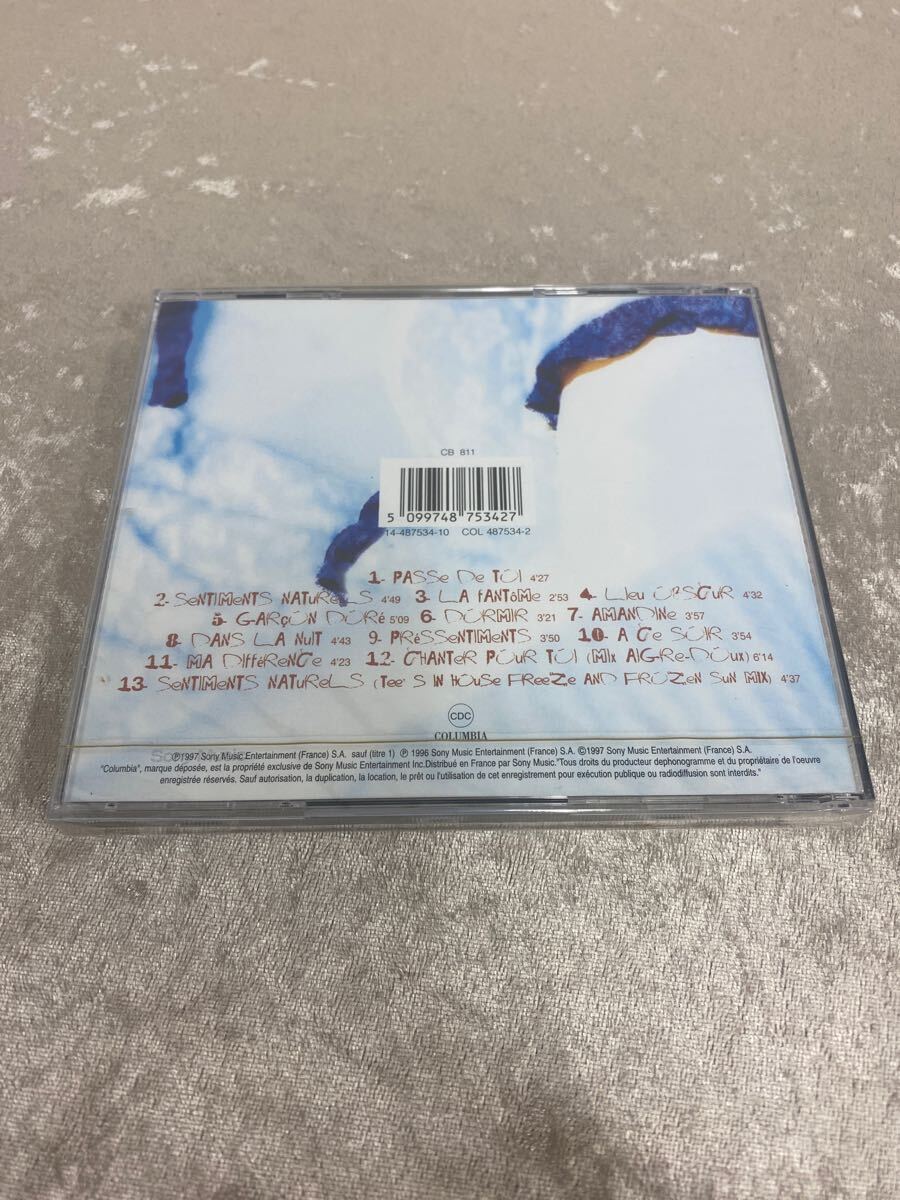 CB 811
5 099748 753427
14-487534-10 COL 487534-2
1- PASSE DE TOI 4'27
2- SENTIMENTS NATURELS 4'49 3- LA FANTÔME 2'53 4- LIEU OBSCUR 4'32
5- GARÇON DORÉ 5'09 6- DORMIR 3'21 7- AMANDINE 3'57
8- DANS LA NUIT 4'43 9- PRÉSSENTIMENTS 3'50 10- A CE SOIR 3'54
11- MA DIFFÉRENCE 4'23 12- CHANTER POUR TOI (MIX AIGRE-DOUX) 6'14
13- SENTIMENTS NATURELS (TEE' S IN HOUSE FREEZE AND FROZEN SUN MIX) 4'37
CDC
COLUMBIA
℗1997 Sony Music Entertainment (France) S.A. sauf (titre 1) ℗ 1996 Sony Music Entertainment (France) S.A. ©1997 Sony Music Entertainment (France) S.A.
"Columbia", marque déposée, est la propriété exclusive de Sony Music Entertainment Inc.Distribué en France par Sony Music."Tous droits du producteur dephonogramme et du propriétaire de l'oeuvre
enregistrée réservés. Sauf autorisation, la duplication, la location, le prêt ou l'utilisation de cet enregistrement pour exécution publique ou radiodiffusion sont interdits."